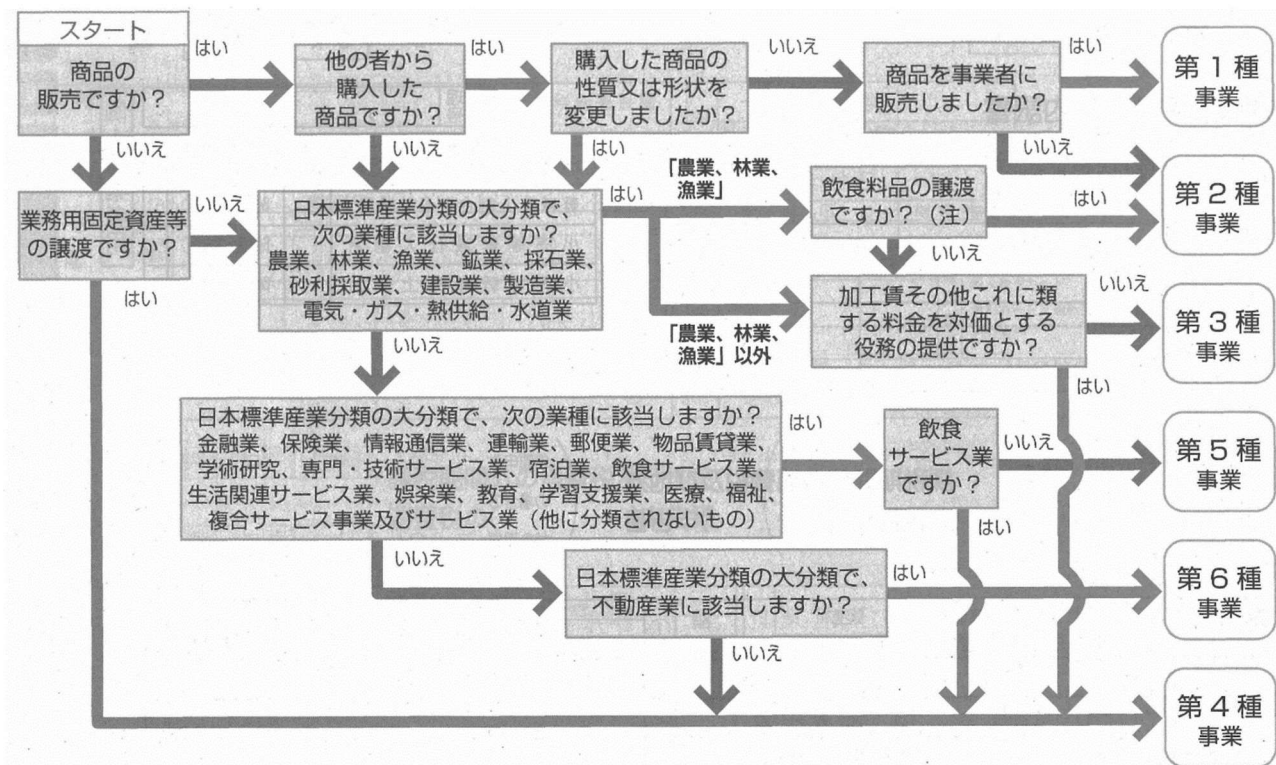 スタート
商品の
販売ですか？
はい
いいえ
他の者から
購入した
商品ですか？
はい
いいえ
購入した商品の
性質又は形状を
変更しましたか？
いいえ
はい
商品を事業者に
販売しましたか？
はい
いいえ
第1種
事業
業務用固定資産等
の譲渡ですか？
いいえ
はい
日本標準産業分類の大分類で、
次の業種に該当しますか？
農業、林業、漁業、鉱業、採石業、
砂利採取業、建設業、製造業、
電気・ガス・熱供給・水道業
はい
いいえ
「農業、林業、
漁業」
「農業、林業、
漁業」以外
飲食料品の譲渡
ですか？（注）
はい
いいえ
第2種
事業
加工賃その他これに類
する料金を対価とする
役務の提供ですか？
いいえ
はい
第3種
事業
日本標準産業分類の大分類で、次の業種に該当しますか？
金融業、保険業、情報通信業、運輸業、郵便業、物品賃貸業、
学術研究、専門・技術サービス業、宿泊業、飲食サービス業、
生活関連サービス業、娯楽業、教育、学習支援業、医療、福祉、
複合サービス事業及びサービス業（他に分類されないもの）
はい
いいえ
飲食
サービス業
ですか？
いいえ
はい
第5種
事業
日本標準産業分類の大分類で、
不動産業に該当しますか？
はい
いいえ
第6種
事業
第4種
事業